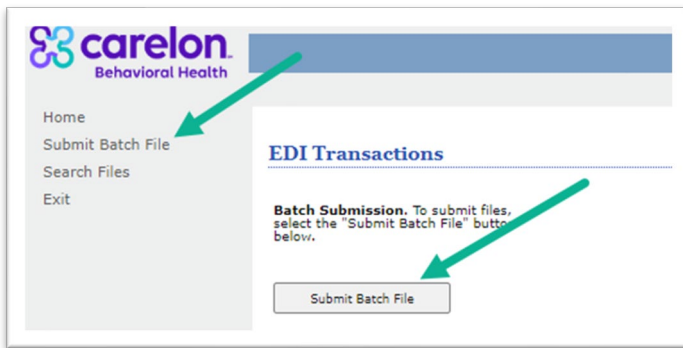 carelon
Behavioral Health
Home
Submit Batch File
Search Files
Exit
EDI Transactions
Batch Submission. To submit files,
select the "Submit Batch File"
below.
Submit Batch File